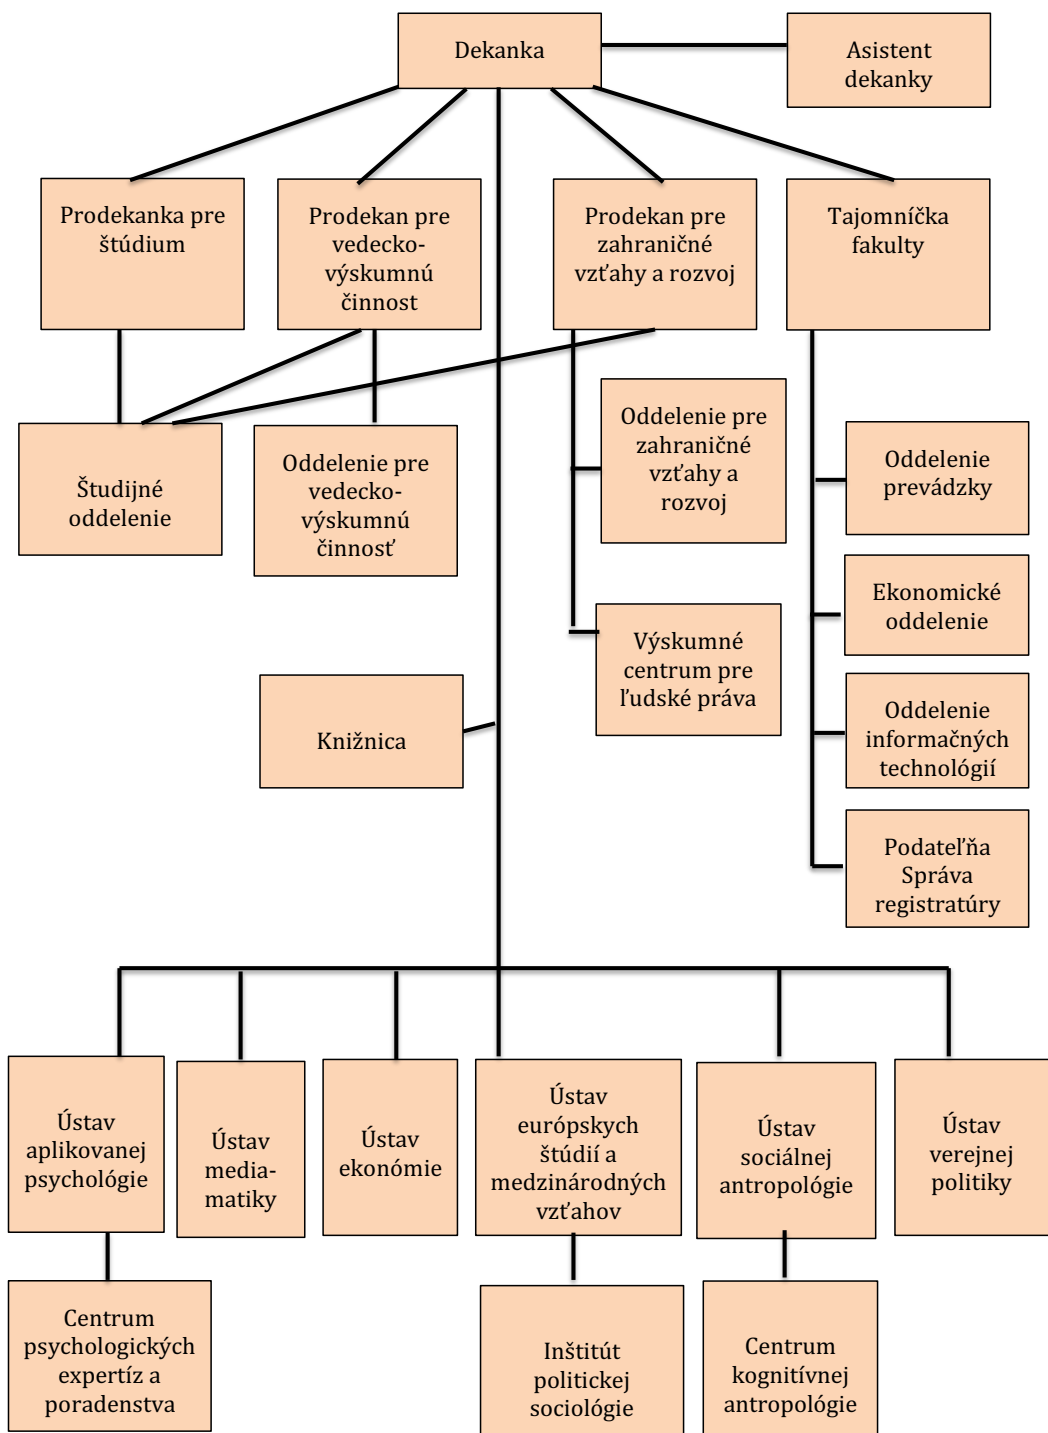 Dekanka
Asistent
dekanky
Prodekanka pre
štúdium
Prodekan pre
vedecko-
výskumnú
činnost
Prodekan pre
zahraničné
vzťahy a rozvoj
Tajomníčka
fakulty
Študijné
oddelenie
Oddelenie pre
vedecko-
výskumnú
činnosť
Oddelenie pre
zahraničné
vzťahy a
rozvoj
Oddelenie
prevádzky
Ekonomické
oddelenie
Výskumné
centrum pre
ľudské práva
Knižnica
Oddelenie
informačných
technológií
Podateľňa
Správa
registratúry
Ústav
aplikovanej
psychológie
Ústav
media-
matiky
Ústav
ekonómie
Ústav
európskych
štúdií a
medzinárodných
vzťahov
Ústav
sociálnej
antropológie
Ústav
verejnej
politiky
Centrum
psychologických
expertíz a
poradenstva
Inštitút
politickej
sociológie
Centrum
kognitívnej
antropológie